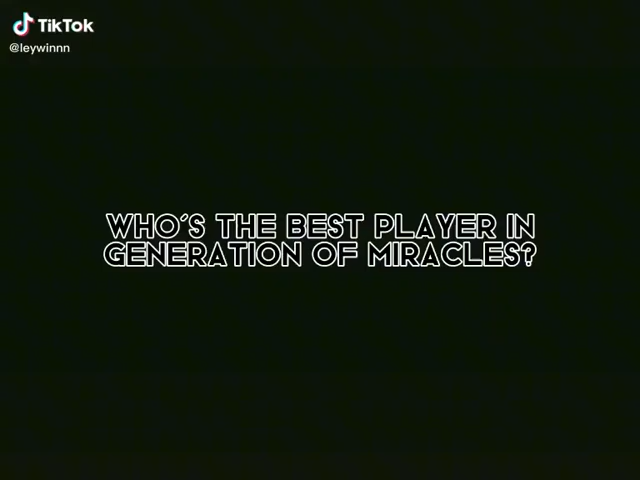 TikTok
@leywinnn
WHO'S THE BEST PLAYER IN
GENERATION OF MIRACLES?